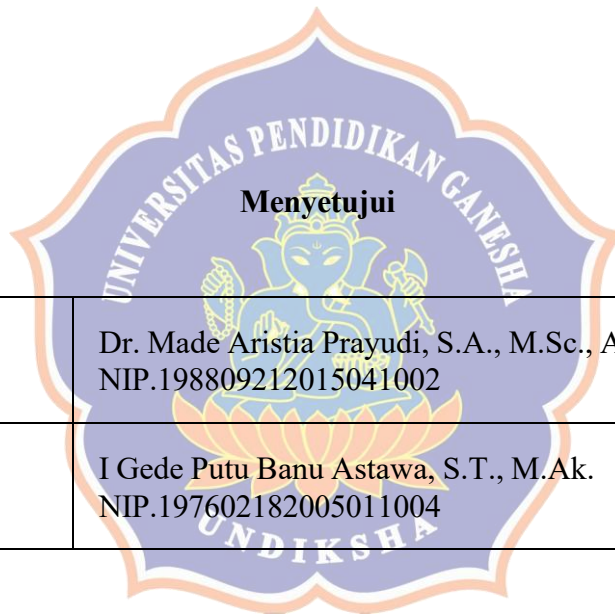 UNIVERSITAS PENDIDIKAN GANESHA
Menyetujui
Dr. Made Aristia Prayudi, S.A., M.Sc., A
NIP.198809212015041002
I Gede Putu Banu Astawa, S.T., M.Ak.
NIP.197602182005011004
UNDIKSHA